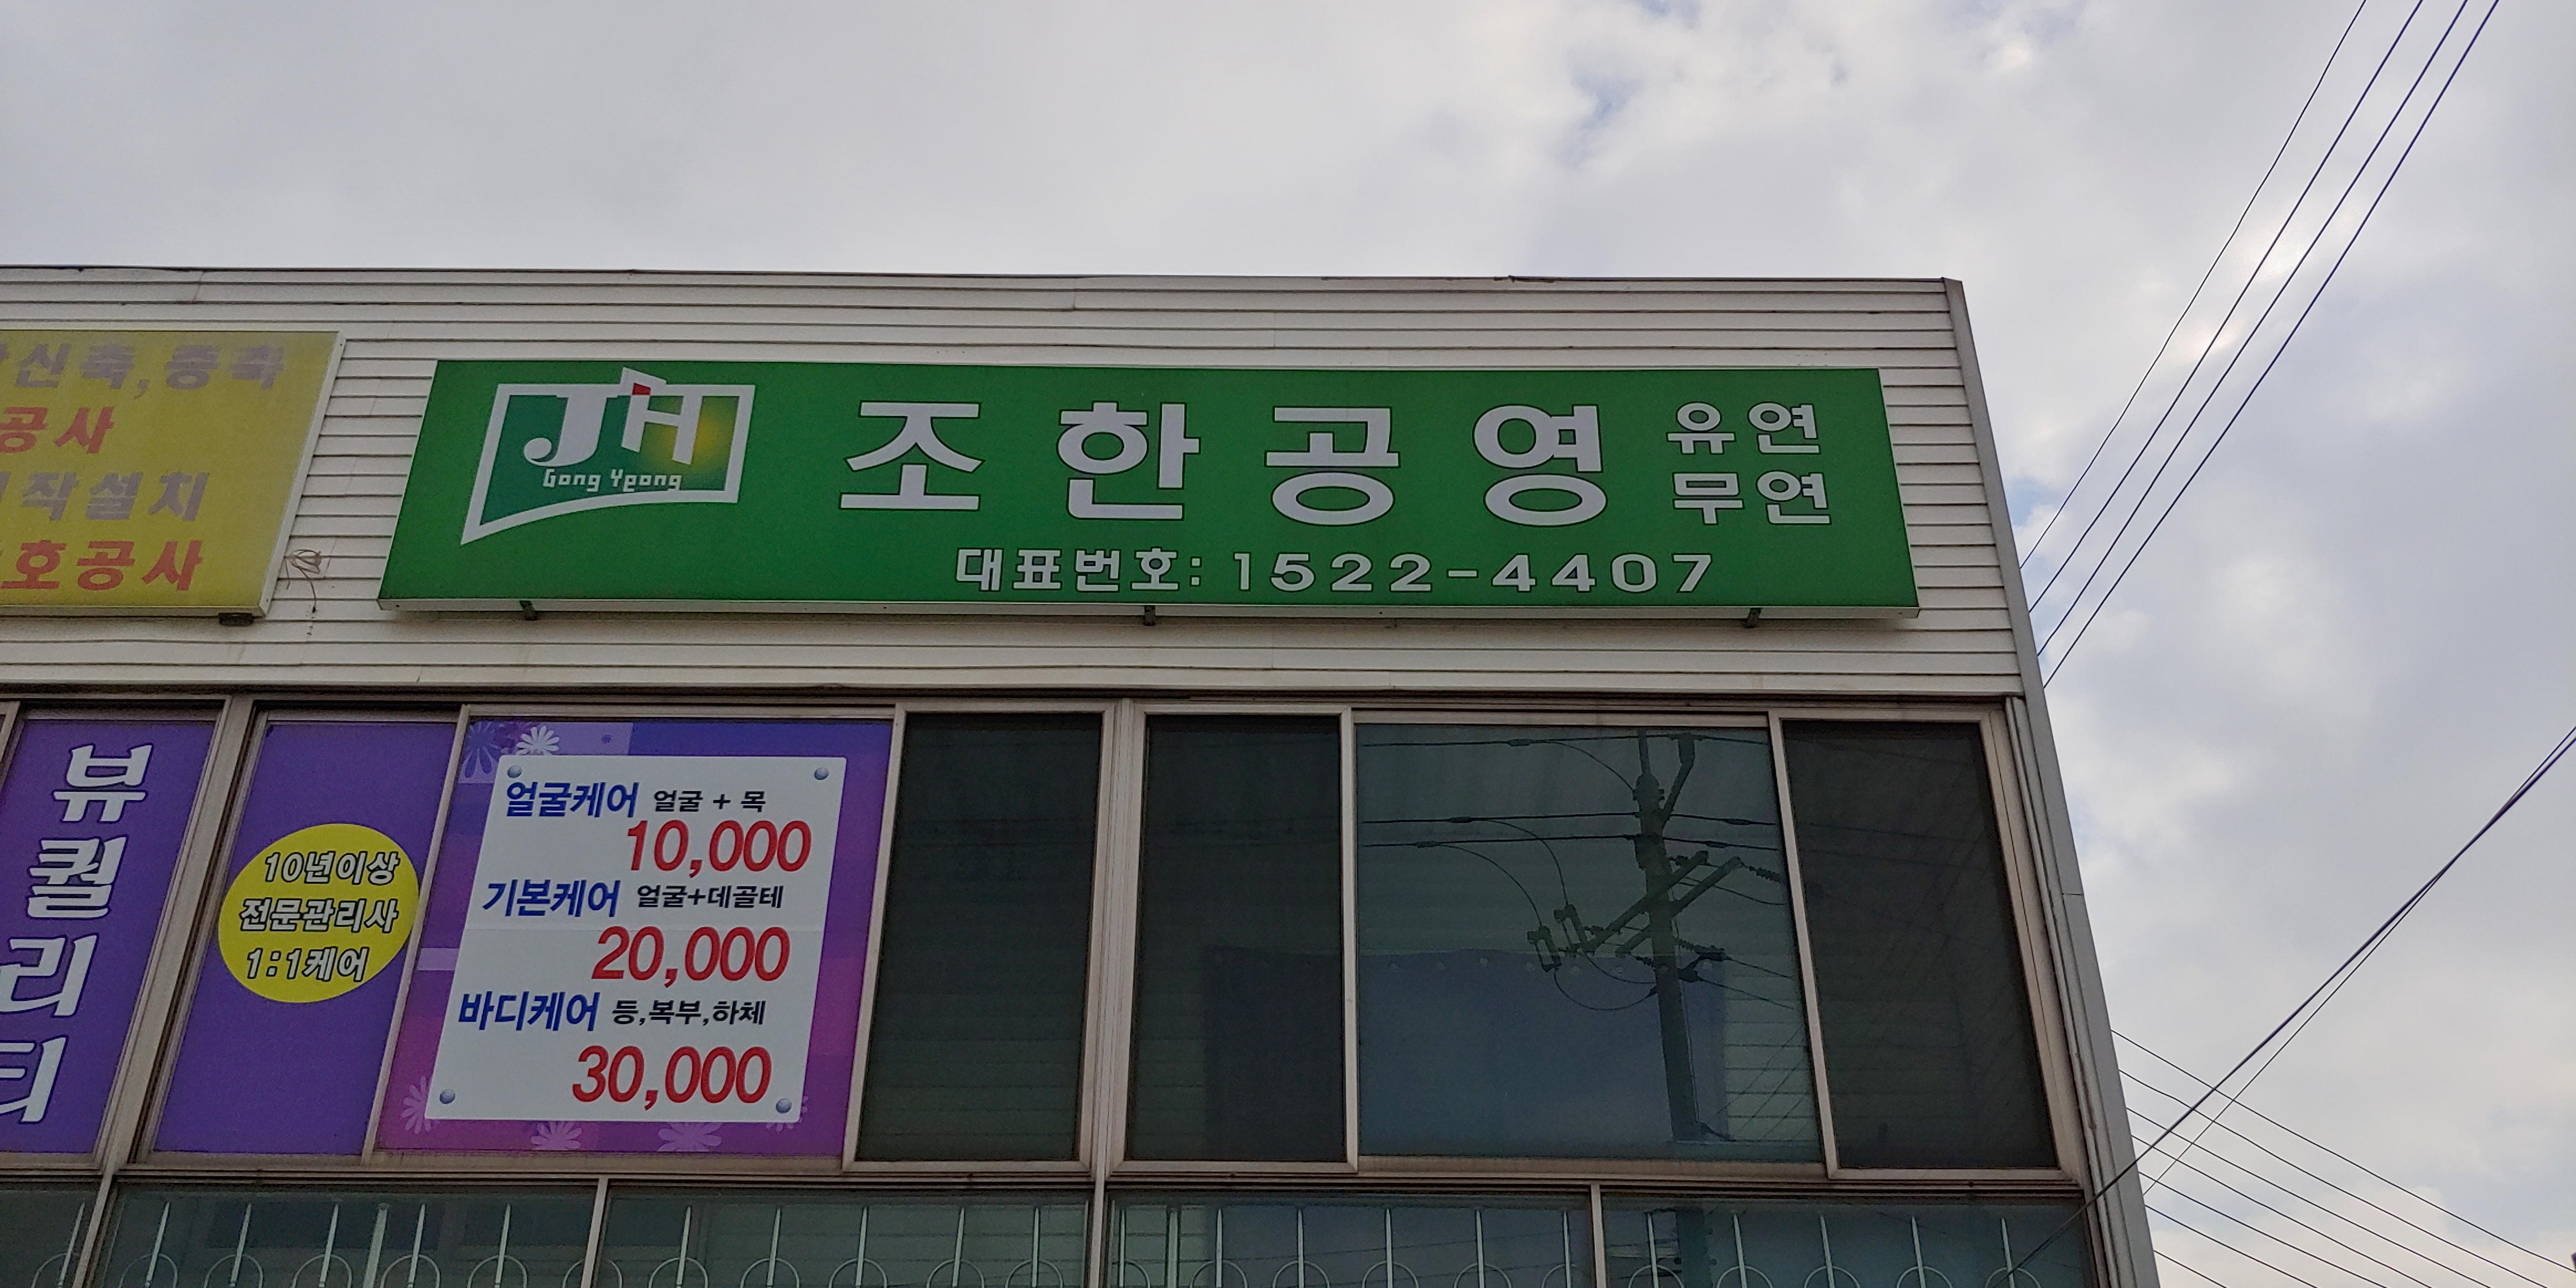 신축,증축
공사
작설치
호공사
JH
Gong Yeong
조한공영
유연
무연
대표번호: 1522-4407
뷰
퀄
리
티
10년이상
전문관리사
1:1케어
얼굴케어 얼굴 + 목
10,000
기본케어 얼굴+데골테
20,000
바디케어 등,복부,하체
30,000